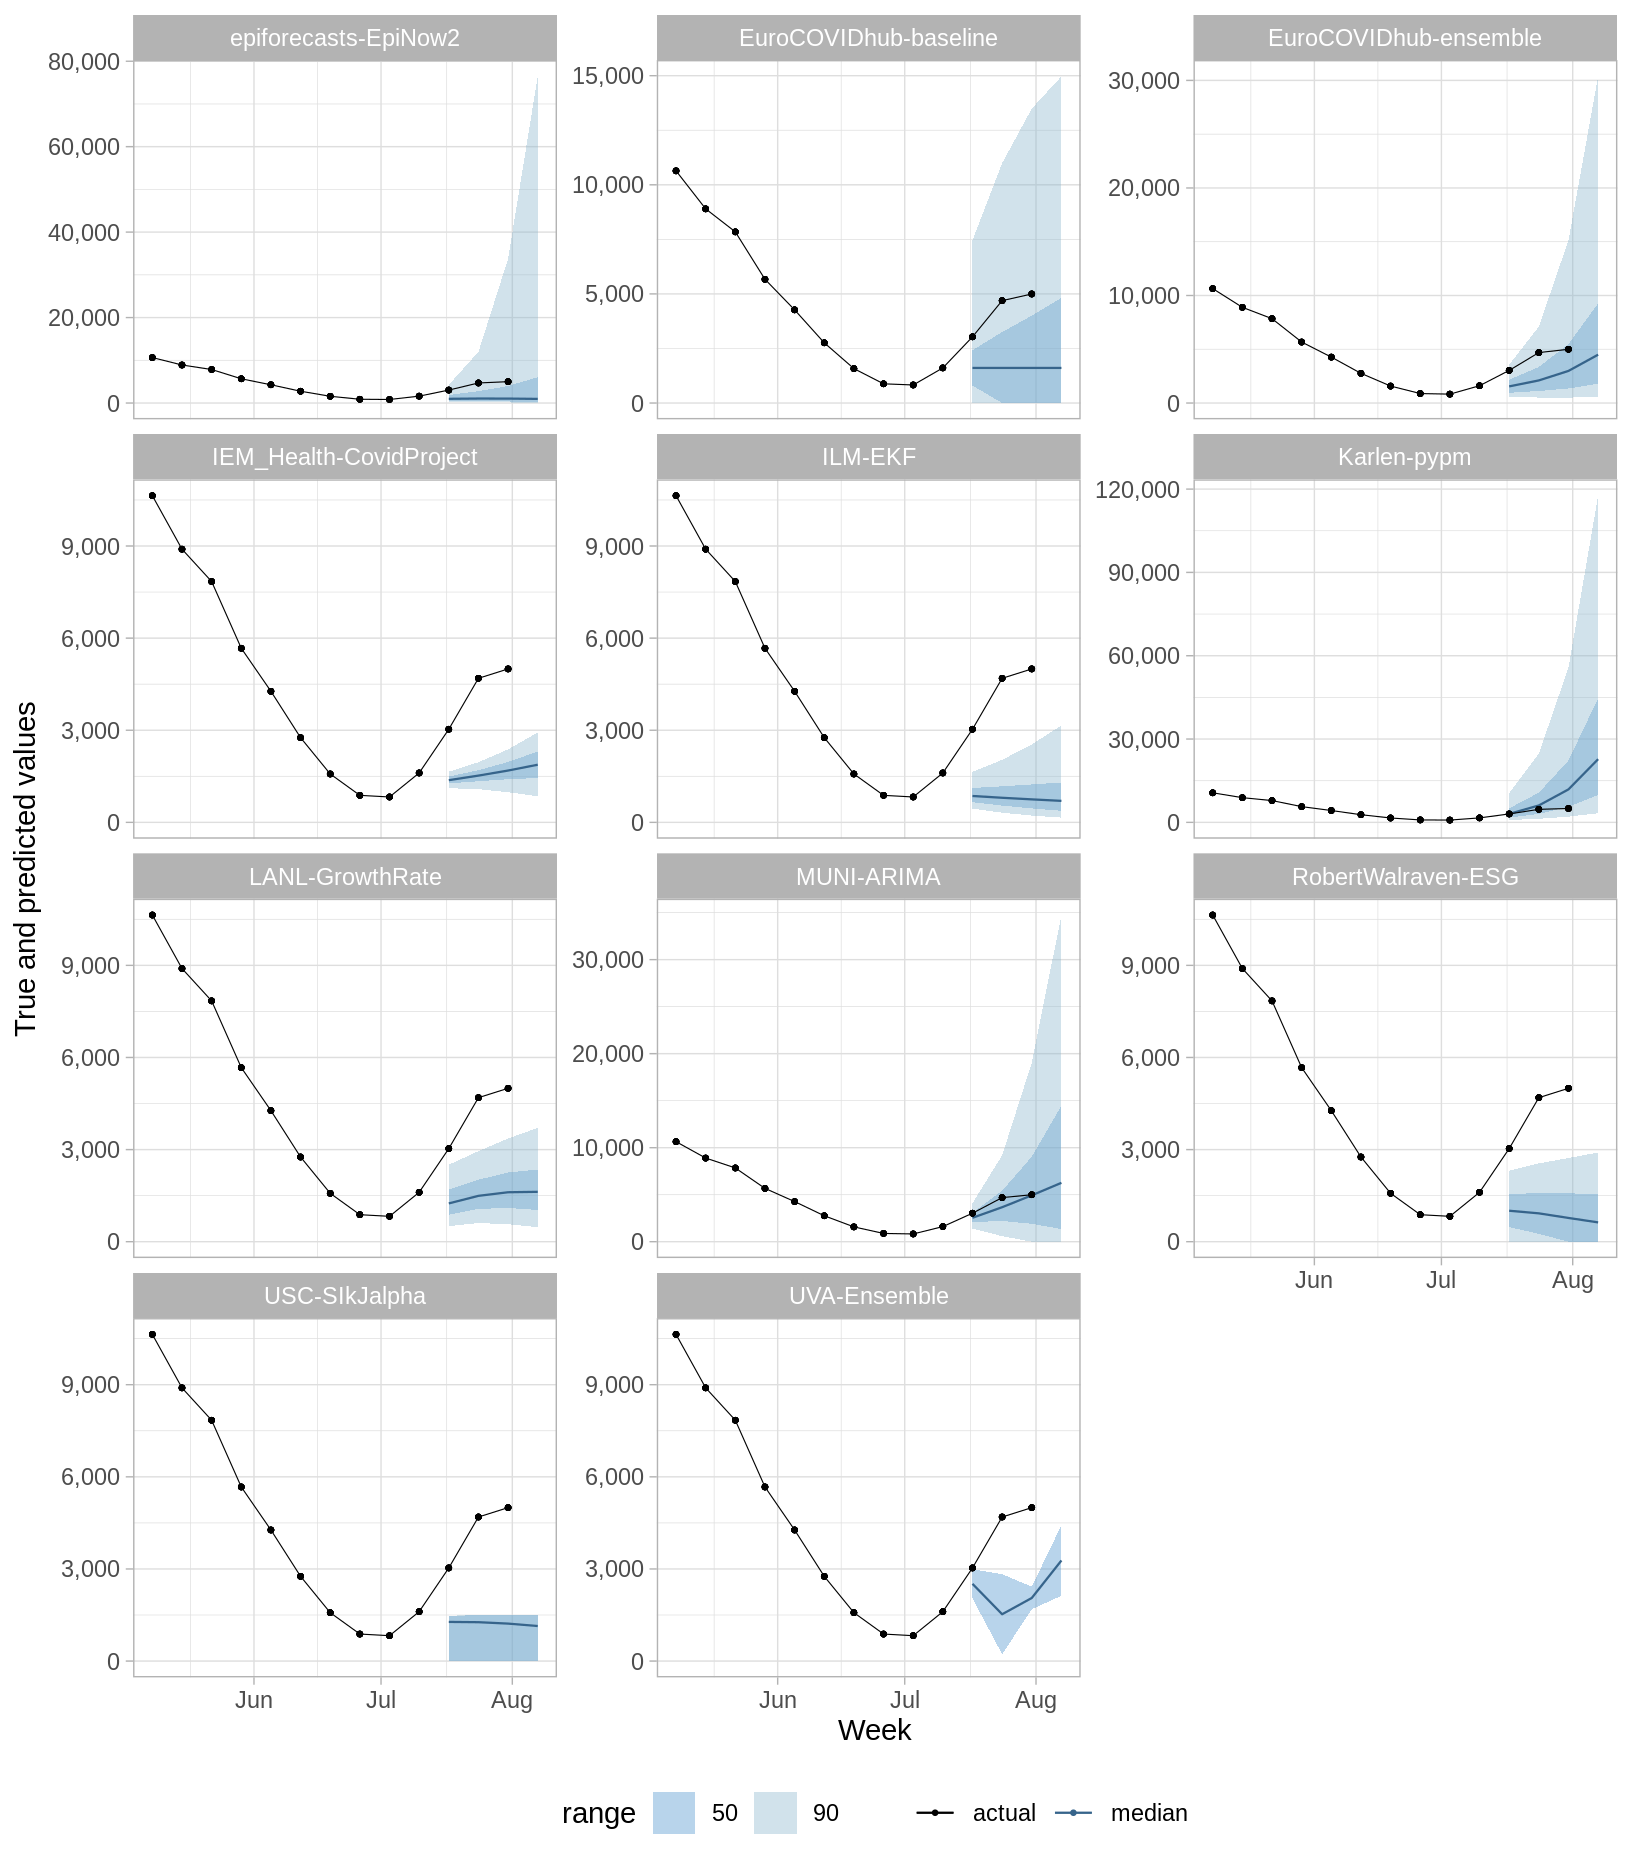 True and predicted values
epiforecasts-EpiNow2
80,000
60,000
40,000
20,000
0
EuroCOVIDhub-baseline
15,000
10,000
5,000
0
EuroCOVIDhub-ensemble
30,000
20,000
10,000
0
IEM_Health-CovidProject
9,000
6,000
3,000
0
ILM-EKF
9,000
6,000
3,000
0
Karlen-pypm
120,000
90,000
60,000
30,000
0
LANL-GrowthRate
9,000
6,000
3,000
0
MUNI-ARIMA
30,000
20,000
10,000
0
RobertWalraven-ESG
9,000
6,000
3,000
0
Jun Jul Aug
USC-SIkJalpha
9,000
6,000
3,000
0
Jun Jul Aug
UVA-Ensemble
9,000
6,000
3,000
0
Jun Jul Aug
Week
range 50 90 actual median